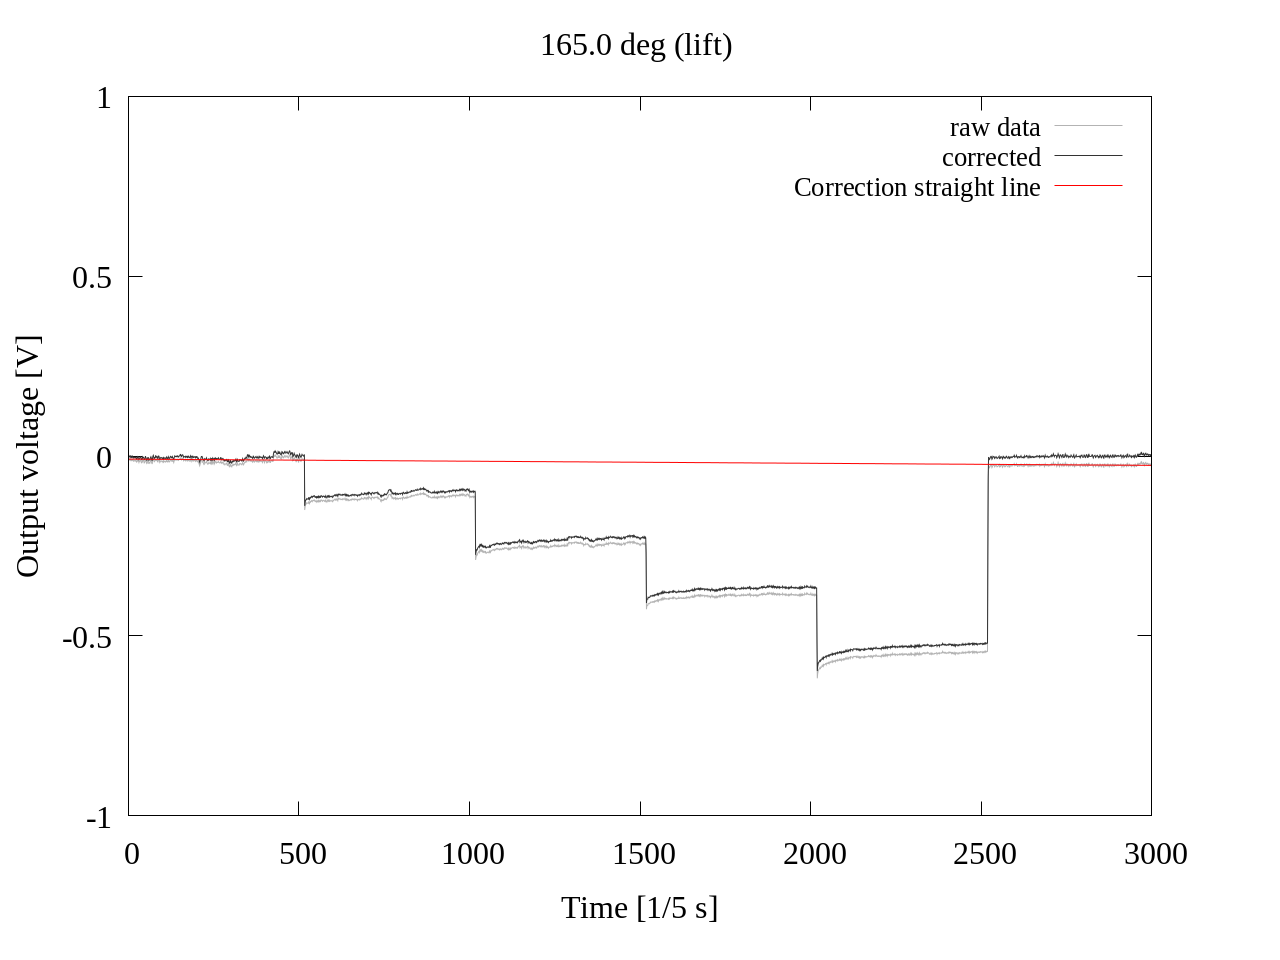 165.0 deg (lift)
raw data
corrected
Correction straight line
1
0.5
0
-0.5
-1
Output voltage [V]
0 500 1000 1500 2000 2500 3000
Time [1/5 s]